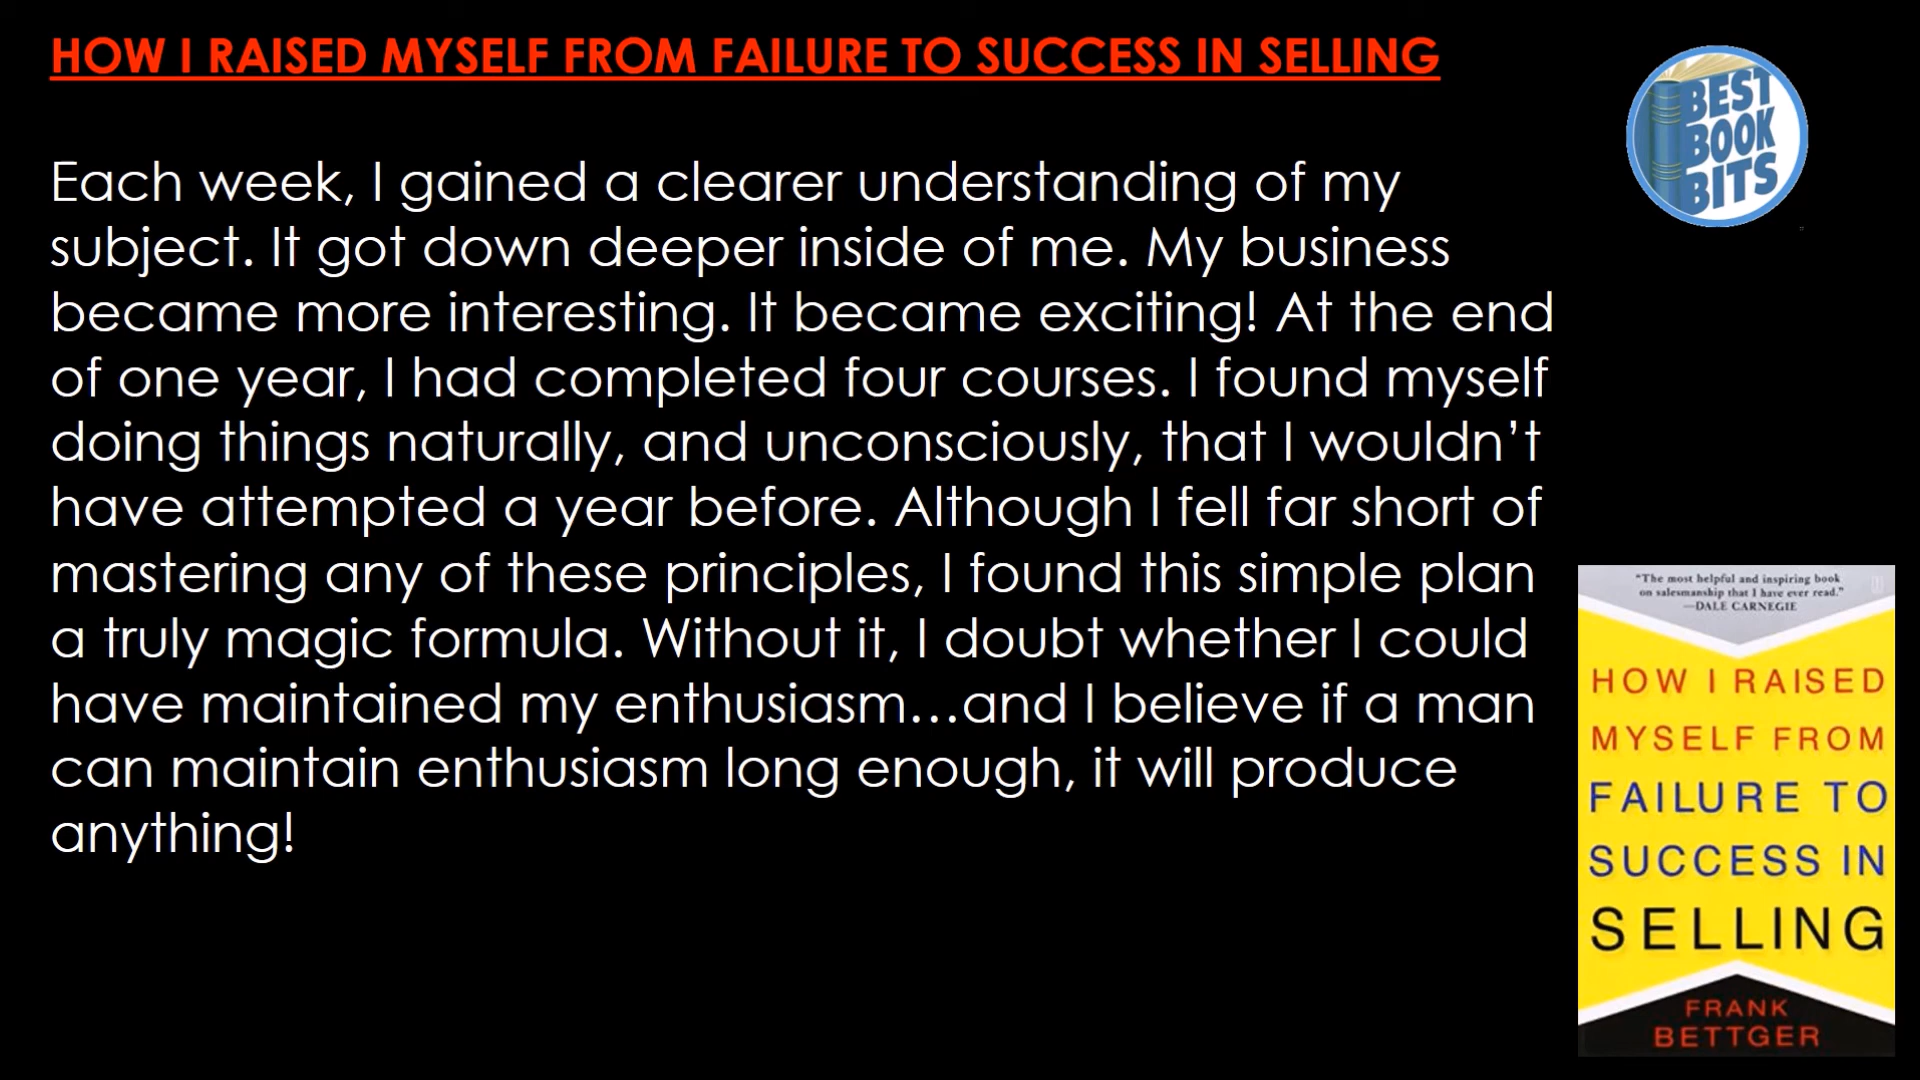 HOW I RAISED MYSELF FROM FAILURE TO SUCCESS IN SELLING
BEST
BOOK
BITS
Each week, I gained a clearer understanding of my
subject. It got down deeper inside of me. My business
became more interesting. It became exciting! At the end
of one year, I had completed four courses. I found myself
doing things naturally, and unconsciously, that I wouldn’t
have attempted a year before. Although I fell far short of
mastering any of these principles, I found this simple plan
a truly magic formula. Without it, I doubt whether I could
have maintained my enthusiasm…and I believe if a man
can maintain enthusiasm long enough, it will produce
anything!
“The most helpful and inspiring book
on salesmanship that I have ever read.”
—DALE CARNEGIE
HOW I RAISED
MYSELF FROM
FAILURE TO
SUCCESS IN
SELLING
FRANK
BETTGER